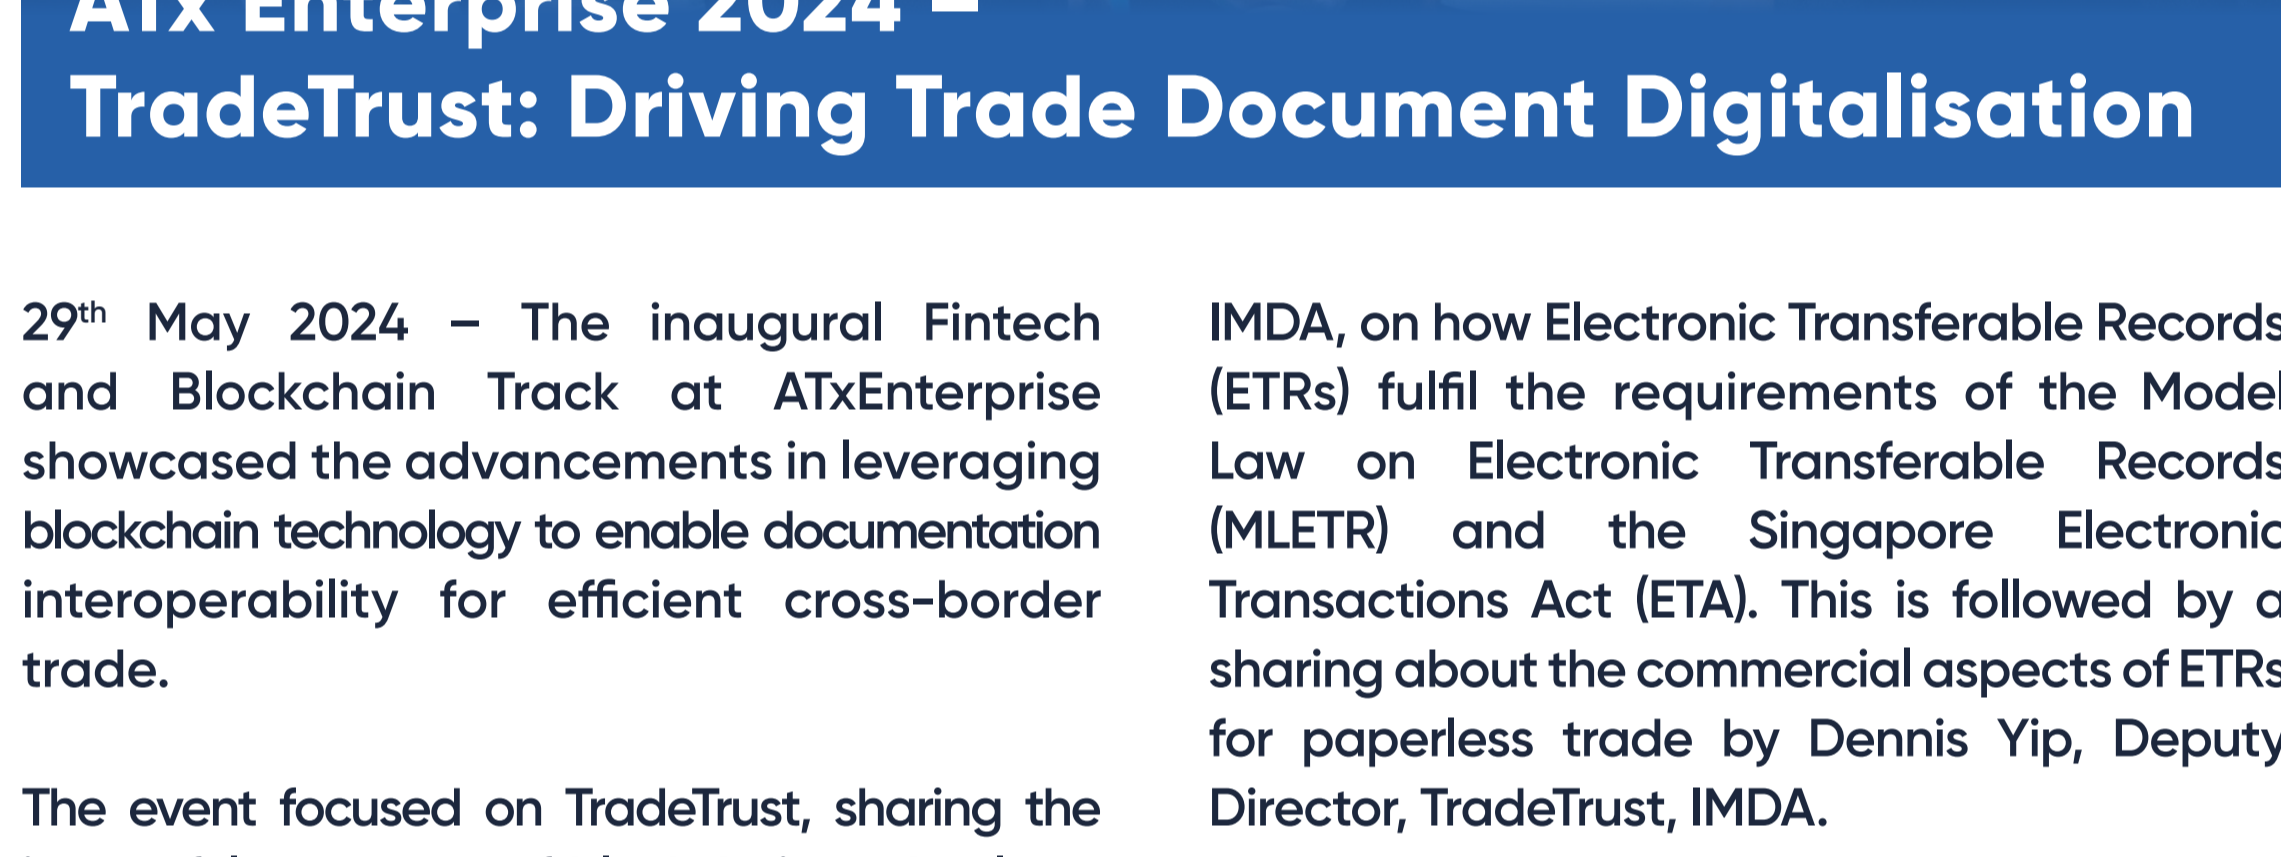 ATx Enterprise 2024 –
TradeTrust: Driving Trade Document Digitalisation
29th May 2024 – The inaugural Fintech
and Blockchain Track at ATxEnterprise
showcased the advancements in leveraging
blockchain technology to enable documentation
interoperability for efficient cross-border
trade.
The event focused on TradeTrust, sharing the
IMDA, on how Electronic Transferable Records
(ETRs) fulfil the requirements of the Model
Law on Electronic Transferable Records
(MLETR) and the Singapore Electronic
Transactions Act (ETA). This is followed by a
sharing about the commercial aspects of ETRs
for paperless trade by Dennis Yip, Deputy
Director, TradeTrust, IMDA.